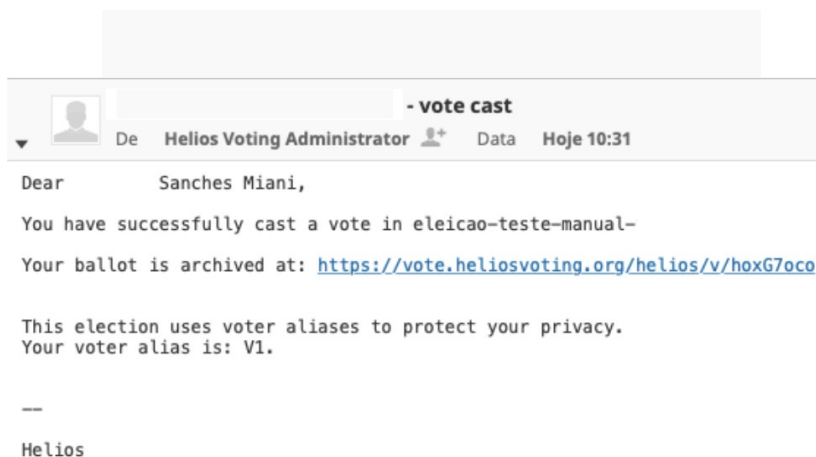 - vote cast
De Helios Voting Administrator Data Hoje 10:31
Dear Sanches Miani,
You have successfully cast a vote in eleicao-teste-manual-
Your ballot is archived at: https://vote.heliosvoting.org/helios/v/hoxG7oco
This election uses voter aliases to protect your privacy.
Your voter alias is: V1.
--
Helios